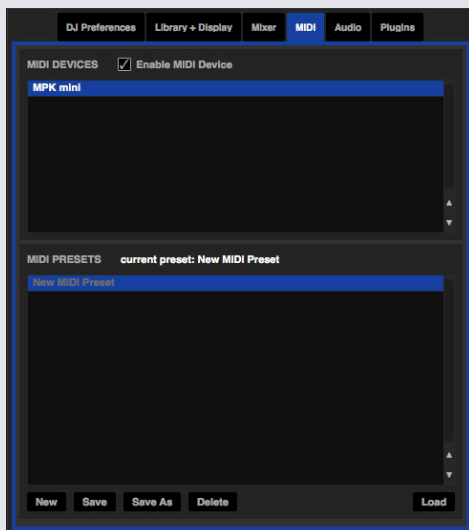 DJ Preferences Library + Display Mixer MIDI Audio Plugins
MIDI DEVICES Enable MIDI Device
MPK mini
MIDI PRESETS current preset: New MIDI Preset
New MIDI Preset
New Save Save As Delete Load